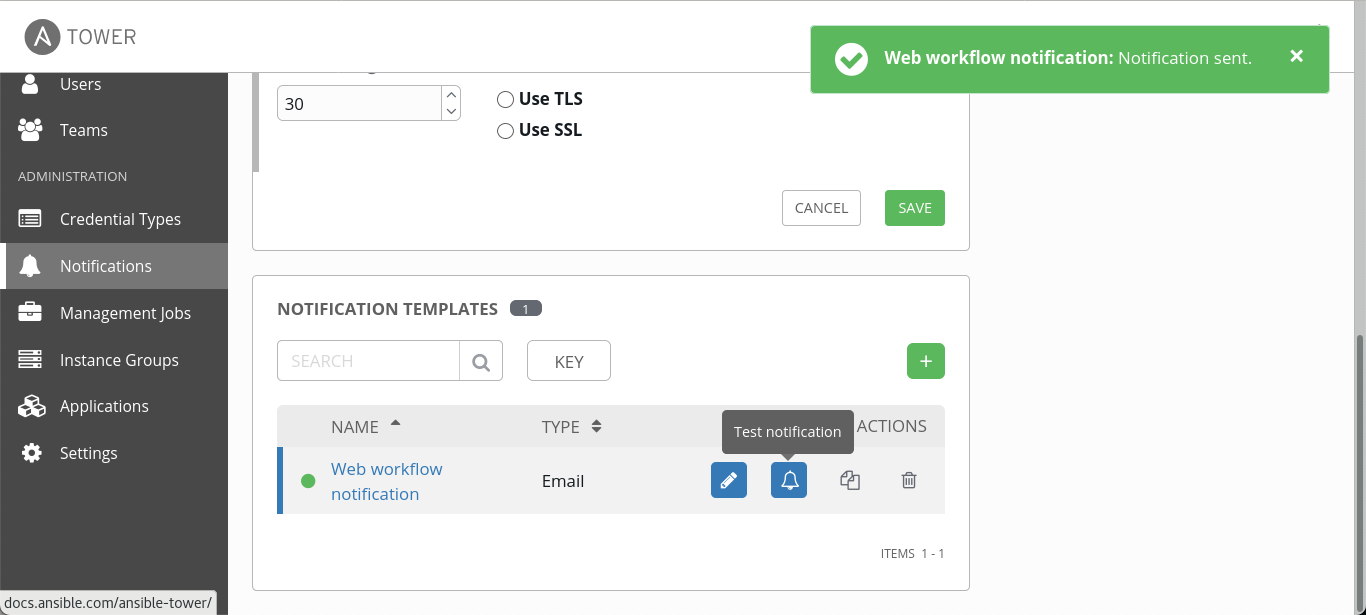 TOWER
Web workflow notification: Notification sent.
Users
Teams
ADMINISTRATION
Credential Types
Notifications
Management Jobs
Instance Groups
Applications
Settings
docs.ansible.com/ansible-tower/
30
Use TLS
Use SSL
CANCEL
SAVE
NOTIFICATION TEMPLATES 1
SEARCH
KEY
+
NAME
TYPE
ACTIONS
Test notification
Web workflow
notification
Email
ITEMS 1 - 1